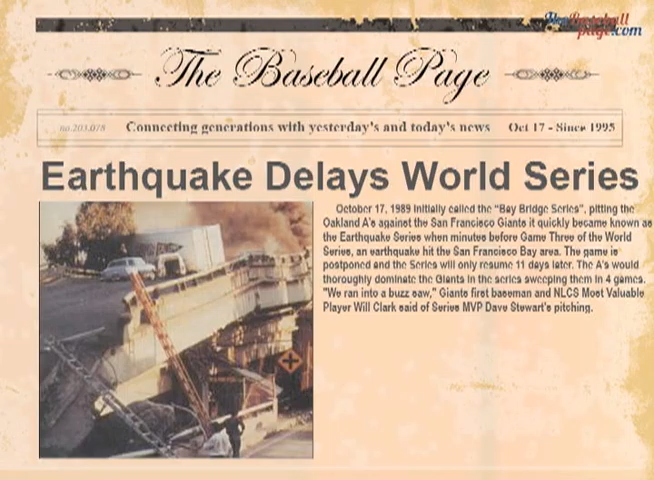 TheBaseball
page.com
The Baseball Page
no.203,078 Connecting generations with yesterday's and today's news Oct 17 - Since 1995
Earthquake Delays World Series
October 17, 1989 Initially called the "Bay Bridge Series", pitting the
Oakland A's against the San Francisco Giants it quickly became known as
the Earthquake Series when minutes before Game Three of the World
Series, an earthquake hit the San Francisco Bay area. The game is
postponed and the Series will only resume 11 days later. The A's would
thoroughly dominate the Giants in the series sweeping them in 4 games.
"We ran into a buzz saw," Giants first baseman and NLCS Most Valuable
Player Will Clark said of Series MVP Dave Stewart's pitching.